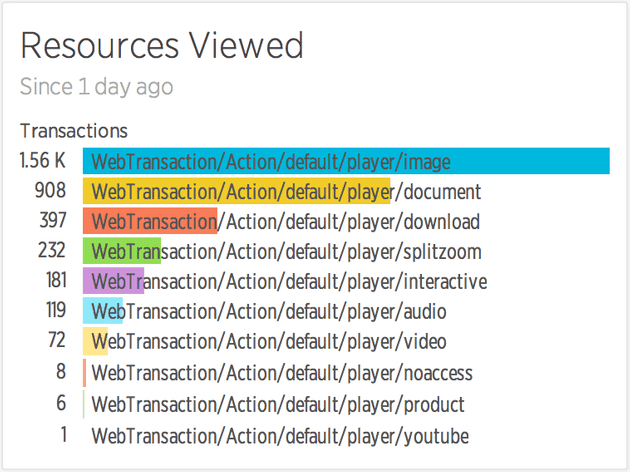 Resources Viewed
Since 1 day ago
Transactions
1.56 K WebTransaction/Action/default/player/image
908 WebTransaction/Action/default/player/document
397 WebTransaction/Action/default/player/download
232 WebTransaction/Action/default/player/splitzoom
181 WebTransaction/Action/default/player/interactive
119 WebTransaction/Action/default/player/audio
72 WebTransaction/Action/default/player/video
8 WebTransaction/Action/default/player/noaccess
6 WebTransaction/Action/default/player/product
1 WebTransaction/Action/default/player/youtube